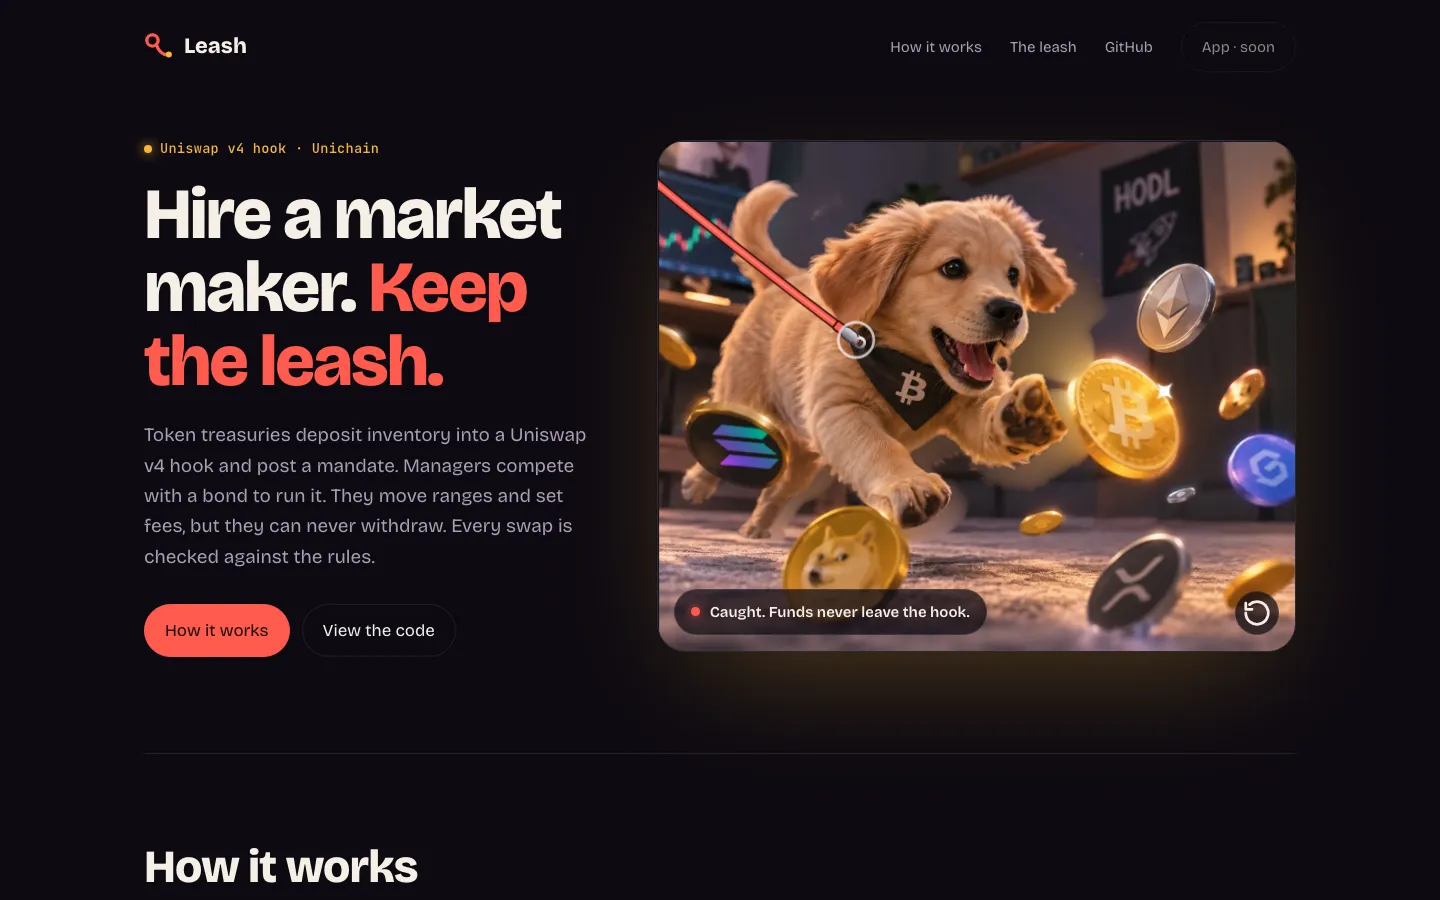 Leash
How it works
The leash
GitHub
App · soon
Uniswap v4 hook · Unichain
Hire a market
maker. Keep
the leash.
Token treasuries deposit inventory into a Uniswap
v4 hook and post a mandate. Managers compete
with a bond to run it. They move ranges and set
fees, but they can never withdraw. Every swap is
checked against the rules.
How it works
View the code
HODL
Caught. Funds never leave the hook.
How it works